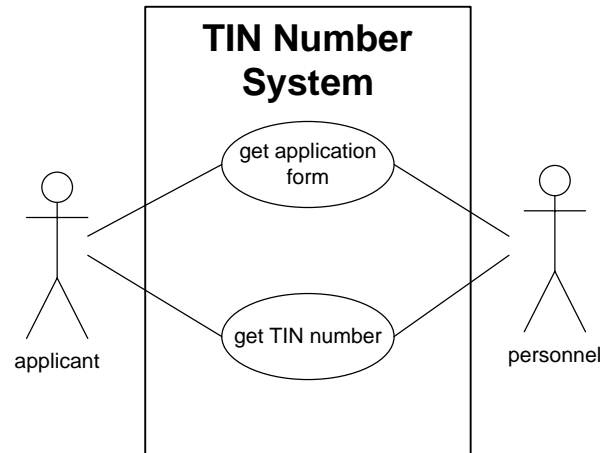 TIN Number
System
get application
form
get TIN number
applicant
personnel